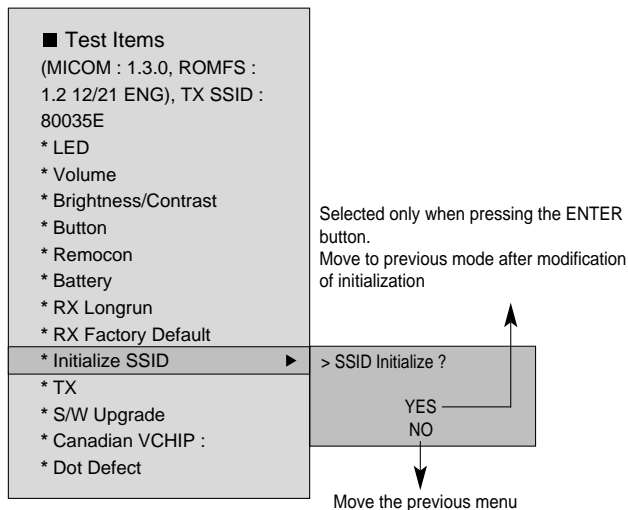 ■ Test Items
(MICOM : 1.3.0, ROMFS :
1.2 12/21 ENG), TX SSID :
80035E
* LED
* Volume
* Brightness/Contrast
* Button
* Remocon
* Battery
* RX Longrun
* RX Factory Default
* Initialize SSID ▶
* TX
* S/W Upgrade
* Canadian VCHIP :
* Dot Defect
Selected only when pressing the ENTER
button.
Move to previous mode after modification
of initialization
> SSID Initialize ?
YES
NO
Move the previous menu